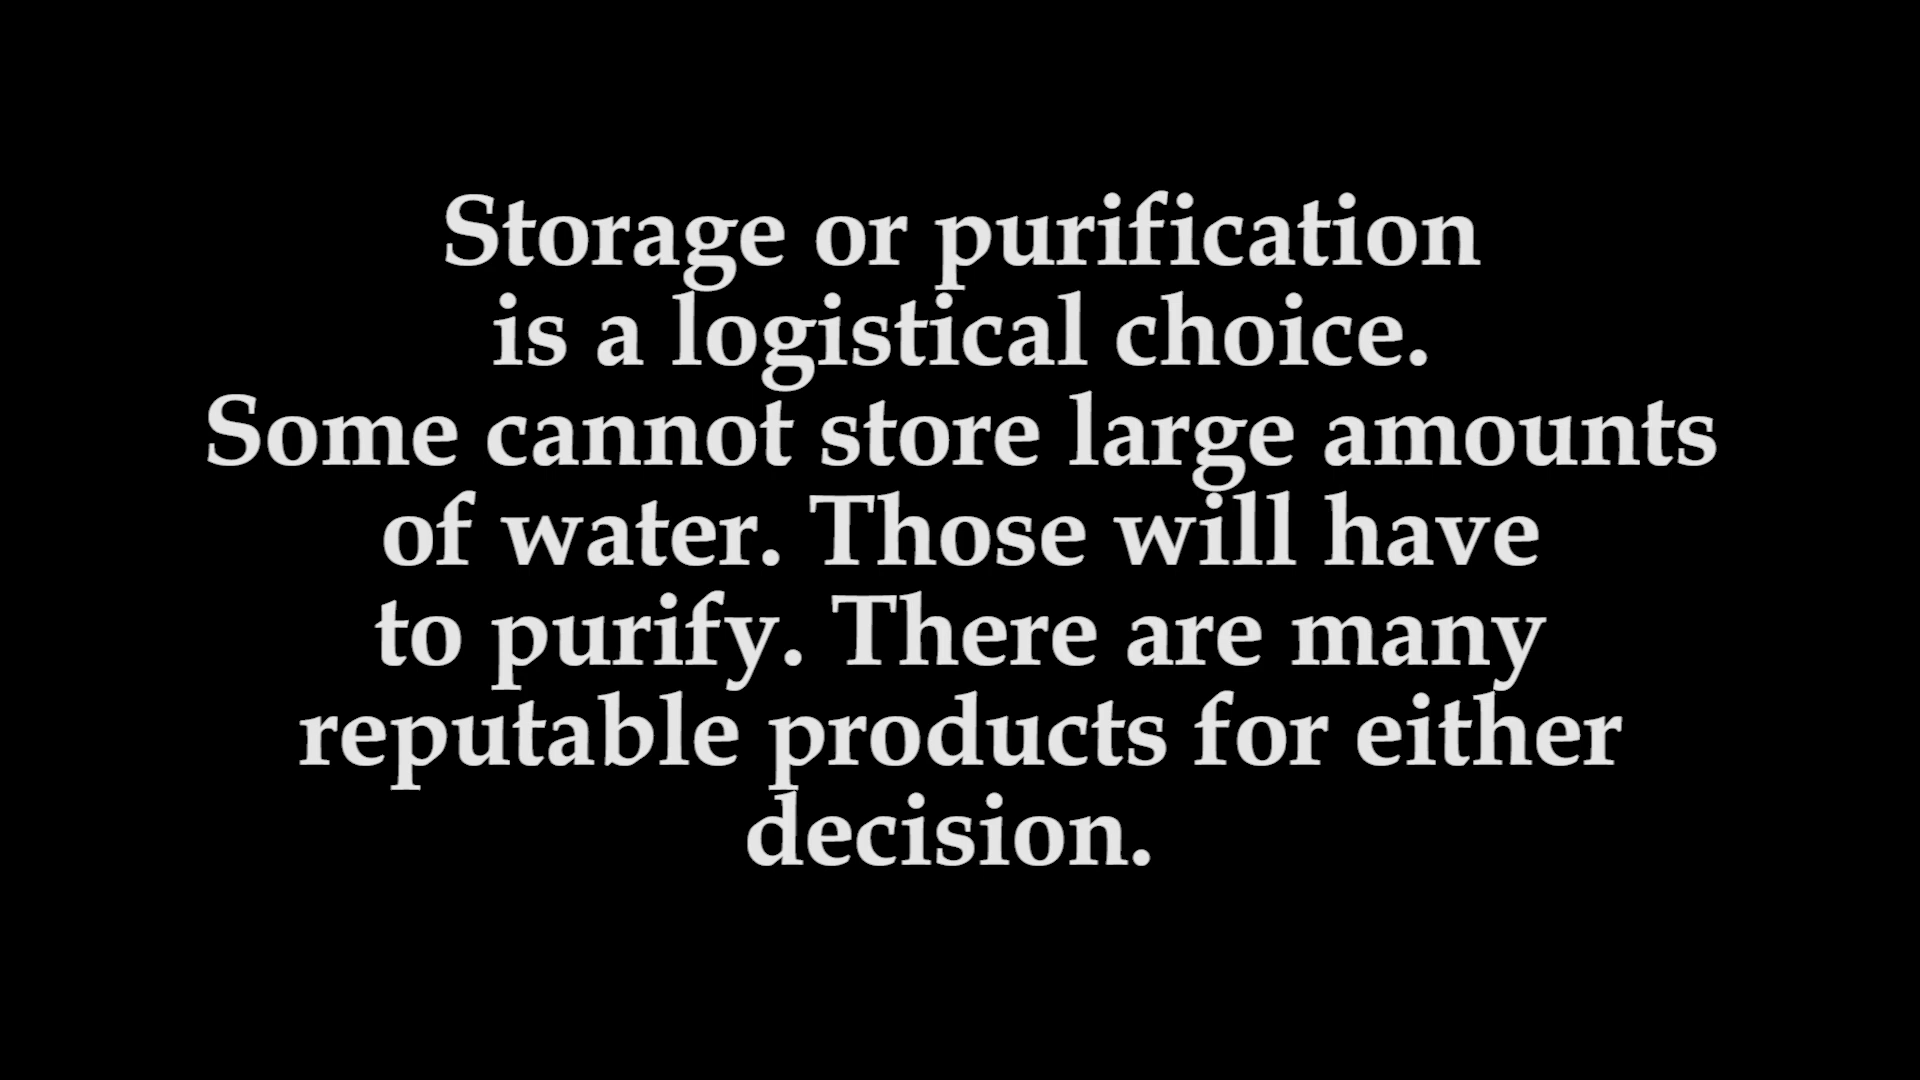 Storage or purification
is a logistical choice.
Some cannot store large amounts
of water. Those will have
to purify. There are many
reputable products for either
decision.